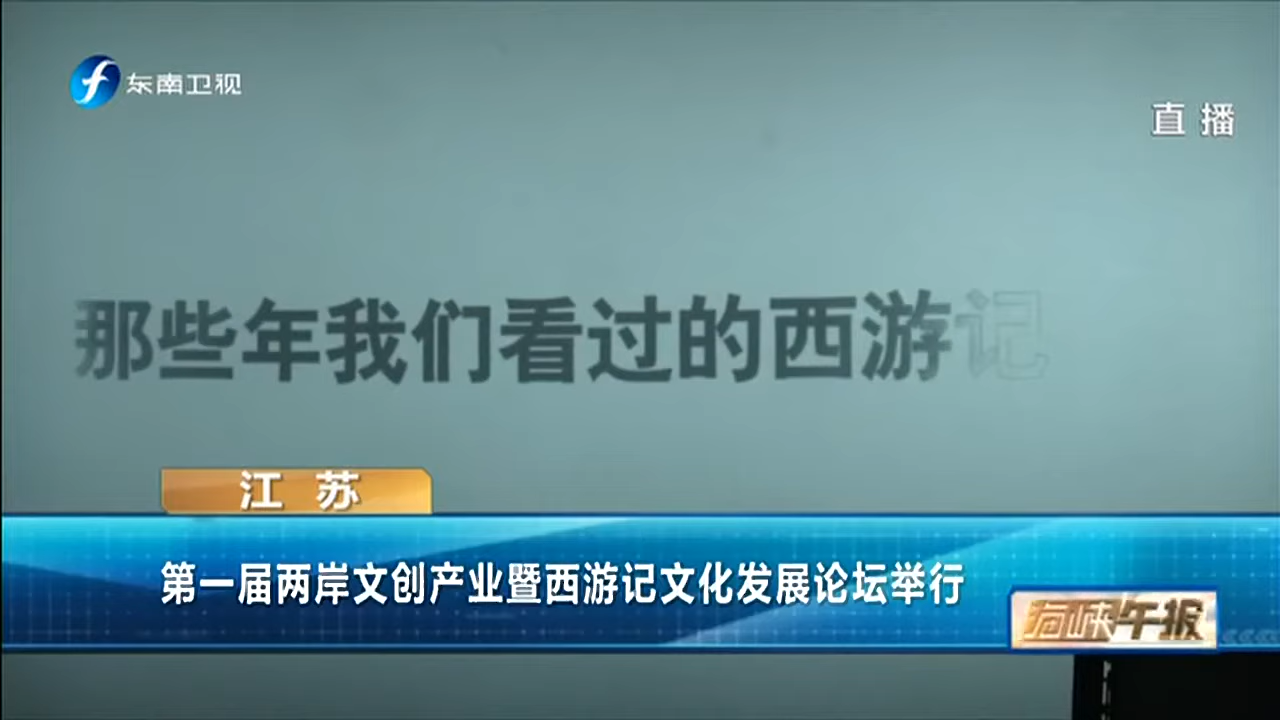 东南卫视
直播
那些年我们看过的西游记
江苏
第一届两岸文创产业暨西游记文化发展论坛举行
海峡午报